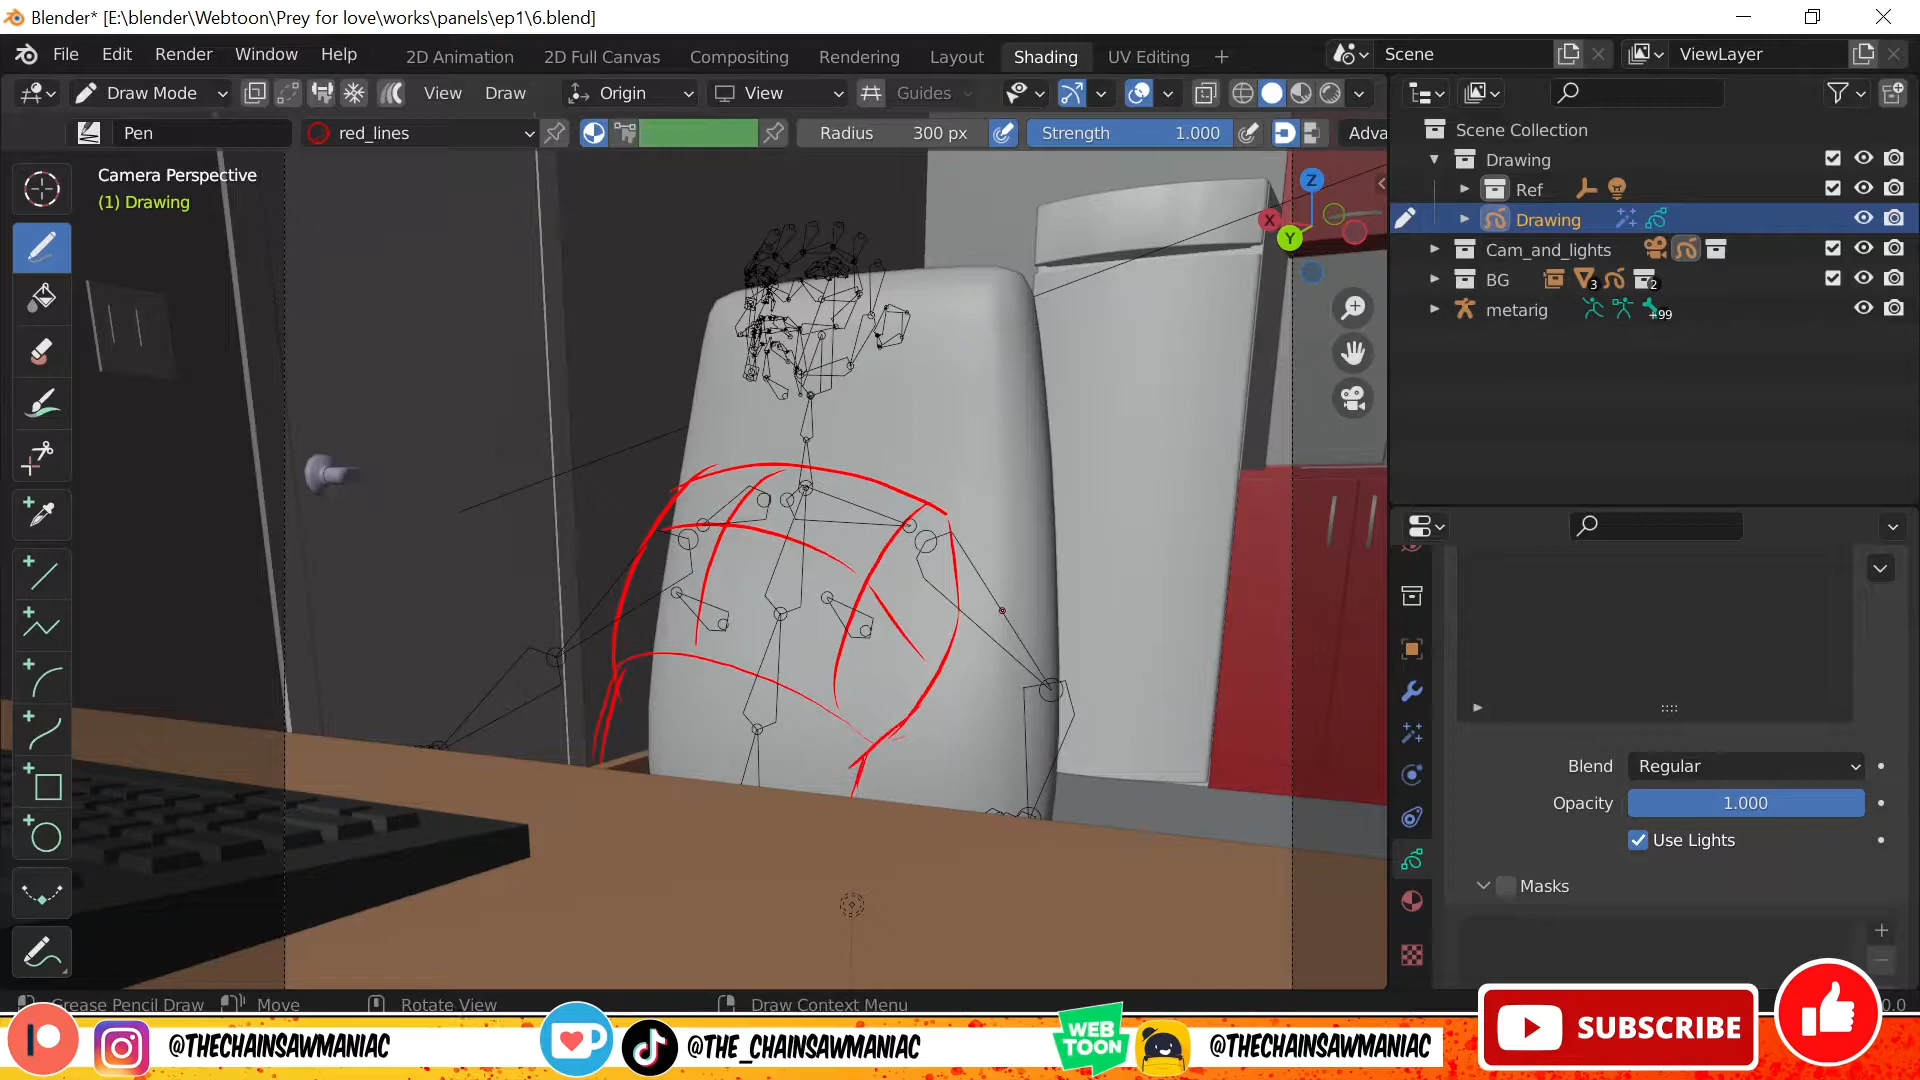 Blender* [E:\blender\Webtoon\Prey for love\works\panels\ep1\6.blend]
File Edit Render Window Help 2D Animation 2D Full Canvas Compositing Rendering Layout Shading UV Editing + Scene ViewLayer
Draw Mode View Draw Origin View Guides
Pen red_lines Radius 300 px Strength 1.000 Adva
Camera Perspective
(1) Drawing
Z
X
Y
Scene Collection
Drawing
Ref
Drawing
Cam_and_lights
BG 3 2
metarig +99
Blend Regular
Opacity 1.000
Use Lights
Masks
Grease Pencil Draw Move Rotate View Draw Context Menu
@THECHAINSAWMANIAC @THE_CHAINSAWMANIAC WEB TOON @THECHAINSAWMANIAC SUBSCRIBE